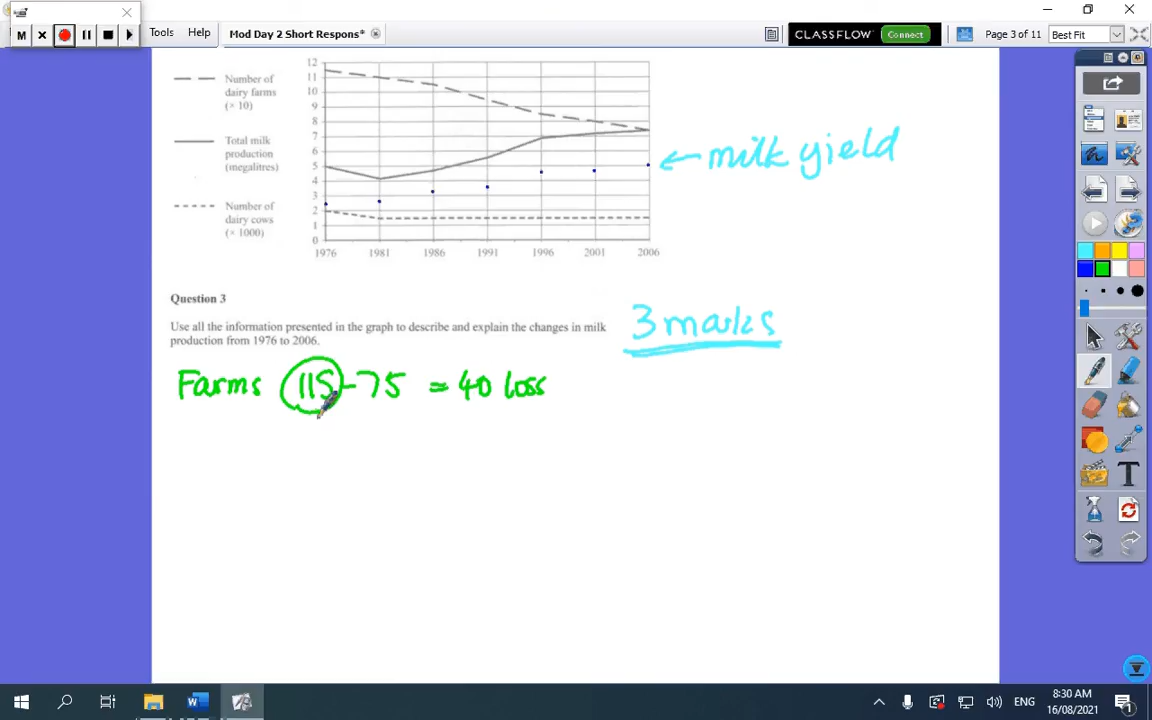 M
Tools Help Mod Day 2 Short Respons* CLASSFLOW Connect Page 3 of 11 Best Fit
Number of
dairy farms
(× 10)
Total milk
production
(megalitres)
Number of
dairy cows
(× 1000)
12
11
10
9
8
7
6
5
4
3
2
1
0
1976 1981 1986 1991 1996 2001 2006
←milk yield
Question 3
Use all the information presented in the graph to describe and explain the changes in milk
production from 1976 to 2006.
3 marks
Farms 115-75 = 40 loss
T
ENG
8:30 AM
16/08/2021
1